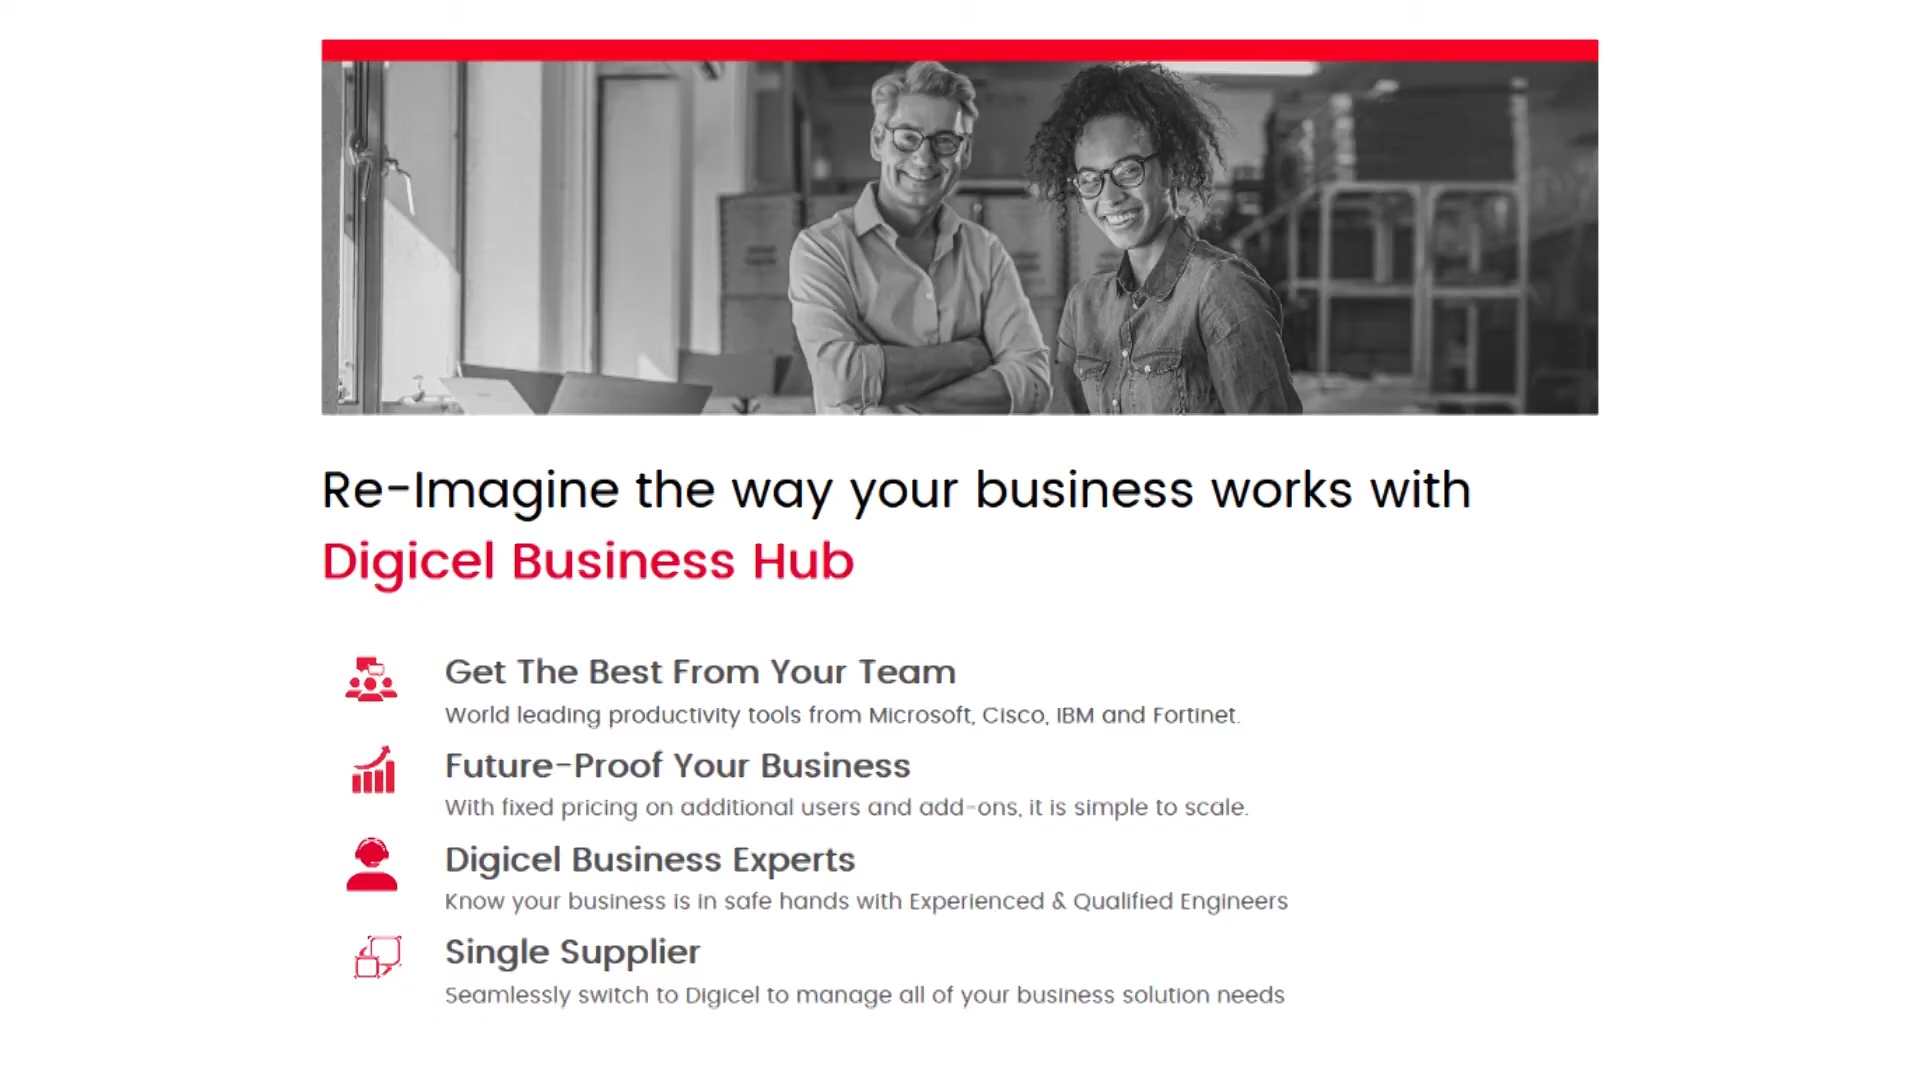 Re-Imagine the way your business works with
Digicel Business Hub
Get The Best From Your Team
World leading productivity tools from Microsoft, Cisco, IBM and Fortinet.
Future-Proof Your Business
With fixed pricing on additional users and add-ons, it is simple to scale.
Digicel Business Experts
Know your business is in safe hands with Experienced & Qualified Engineers
Single Supplier
Seamlessly switch to Digicel to manage all of your business solution needs